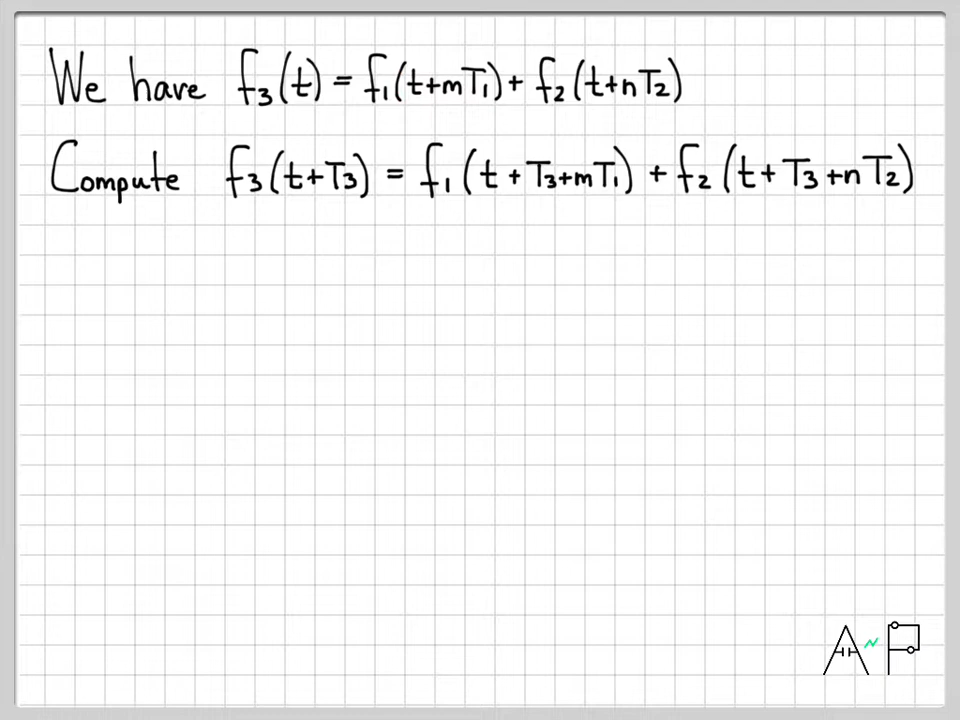 We have f₃(t) = f₁(t+mT₁) + f₂(t+nT₂)
Compute f₃(t+T₃) = f₁(t+T₃+mT₁) + f₂(t+T₃+nT₂)
A~P